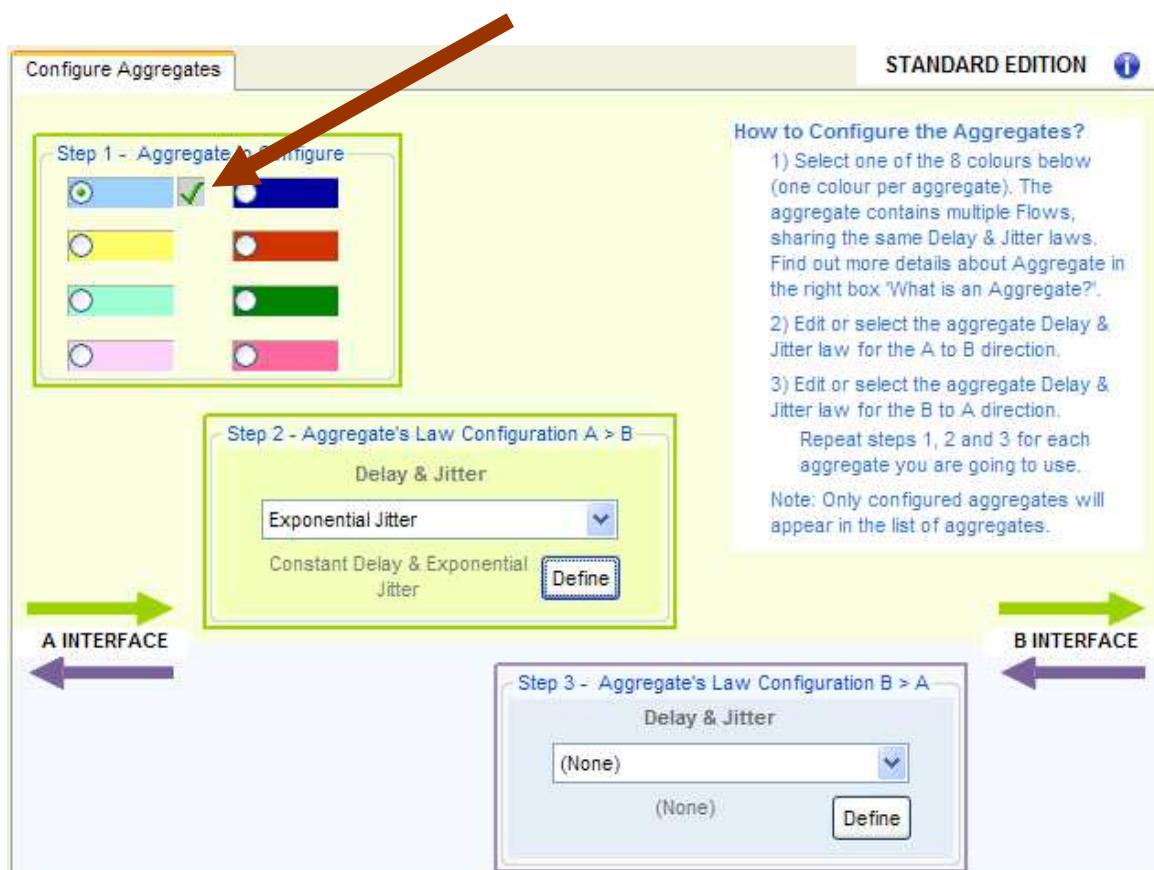 Configure Aggregates
STANDARD EDITION
Step 1 - Aggregate Configure
How to Configure the Aggregates?
1) Select one of the 8 colours below
(one colour per aggregate). The
aggregate contains multiple Flows,
sharing the same Delay & Jitter laws.
Find out more details about Aggregate in
the right box 'What is an Aggregate?'.
2) Edit or select the aggregate Delay &
Jitter law for the A to B direction.
3) Edit or select the aggregate Delay &
Jitter law for the B to A direction.
Repeat steps 1, 2 and 3 for each
aggregate you are going to use.
Note: Only configured aggregates will
appear in the list of aggregates.
Step 2 - Aggregate's Law Configuration A > B
Delay & Jitter
Exponential Jitter
Constant Delay & Exponential
Jitter
Define
A INTERFACE
B INTERFACE
Step 3 - Aggregate's Law Configuration B > A
Delay & Jitter
(None)
(None)
Define